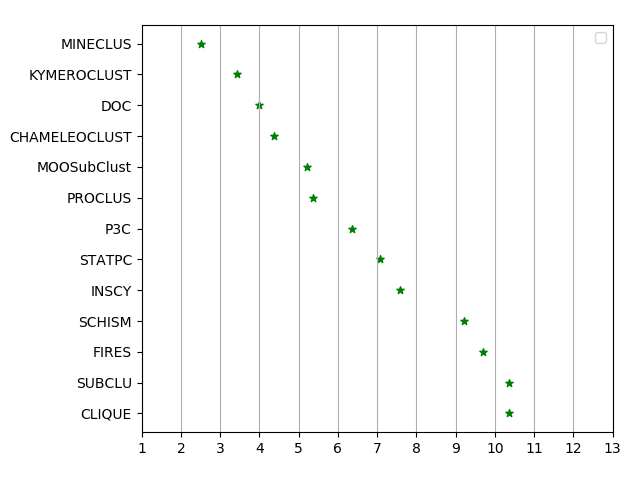 MINECLUS
KYMEROCLUST
DOC
CHAMELEOCLUST
MOOSubClust
PROCLUS
P3C
STATPC
INSCY
SCHISM
FIRES
SUBCLU
CLIQUE
1 2 3 4 5 6 7 8 9 10 11 12 13